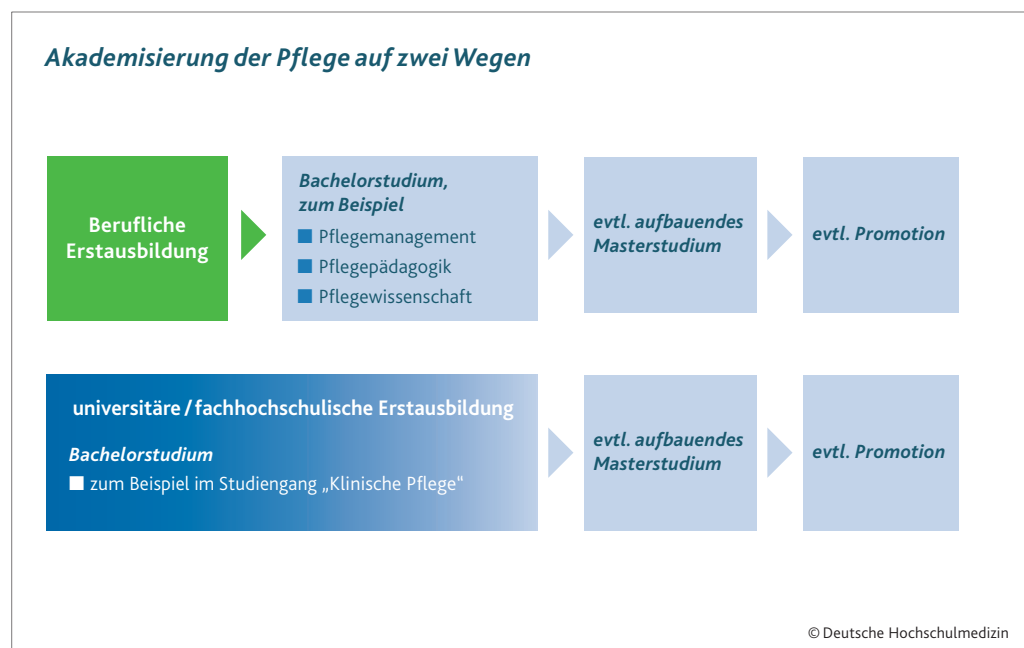 Akademisierung der Pflege auf zwei Wegen
Berufliche
Erstausbildung
Bachelorstudium,
zum Beispiel
Pflegemanagement
Pflegepädagogik
Pflegewissenschaft
evtl. aufbauendes
Masterstudium
evtl. Promotion
universitäre / fachhochschulische Erstausbildung
Bachelorstudium
zum Beispiel im Studiengang „Klinische Pflege“
evtl. aufbauendes
Masterstudium
evtl. Promotion
© Deutsche Hochschulmedizin